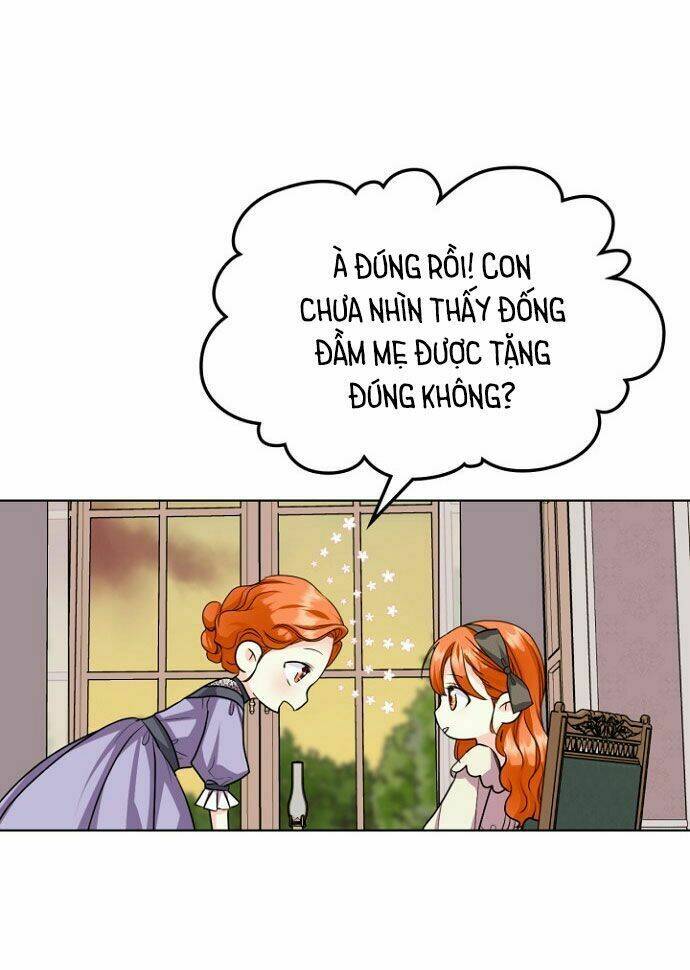 À ĐÚNG RỒI! CON
CHƯA NHÌN THẤY ĐỐNG
ĐẦM MẸ ĐƯỢC TẶNG
ĐÚNG KHÔNG?